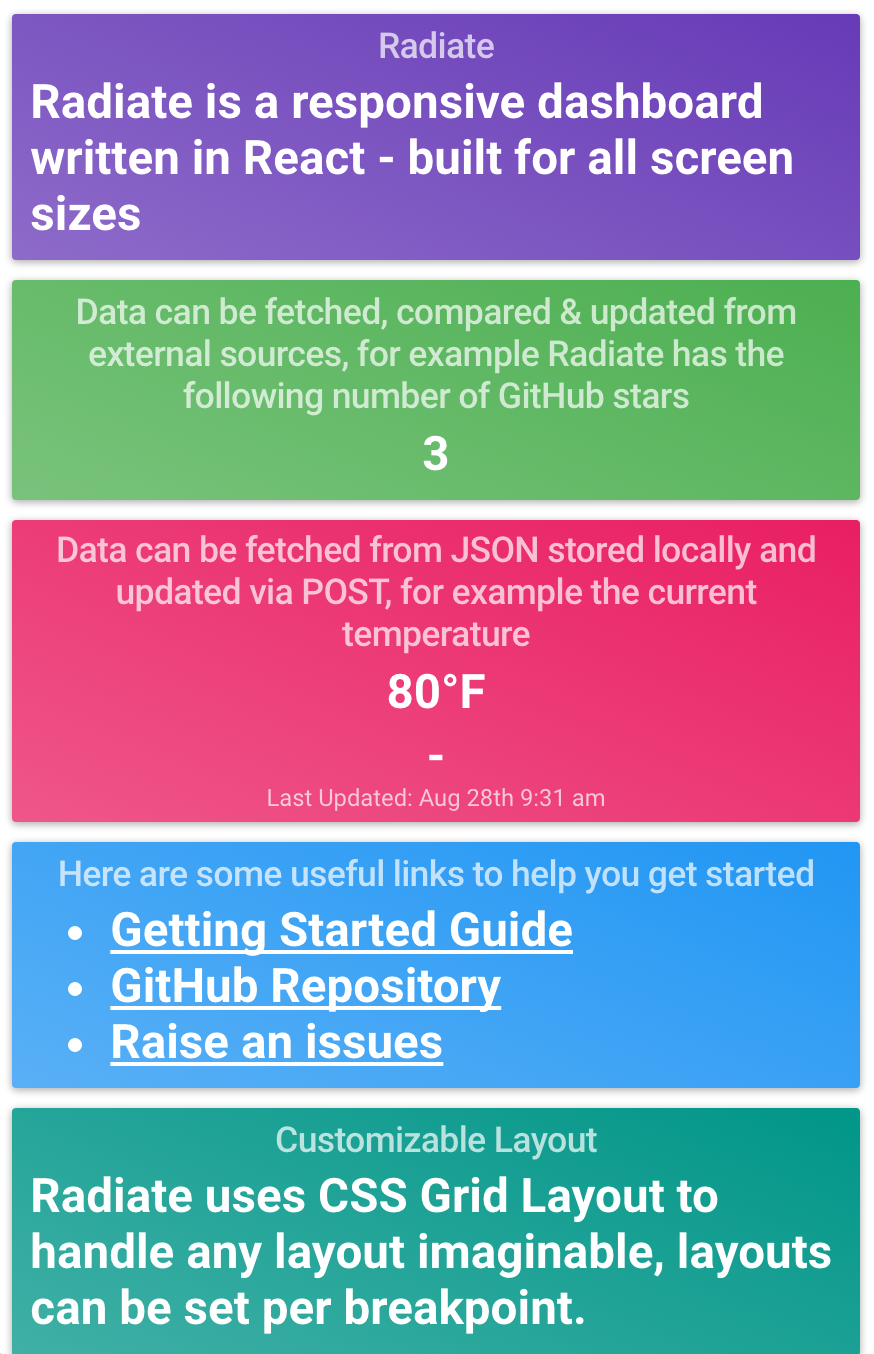 Radiate
Radiate is a responsive dashboard
written in React - built for all screen
sizes
Data can be fetched, compared & updated from
external sources, for example Radiate has the
following number of GitHub stars
3
Data can be fetched from JSON stored locally and
updated via POST, for example the current
temperature
80°F
-
Last Updated: Aug 28th 9:31 am
Here are some useful links to help you get started
• Getting Started Guide
• GitHub Repository
• Raise an issues
Customizable Layout
Radiate uses CSS Grid Layout to
handle any layout imaginable, layouts
can be set per breakpoint.